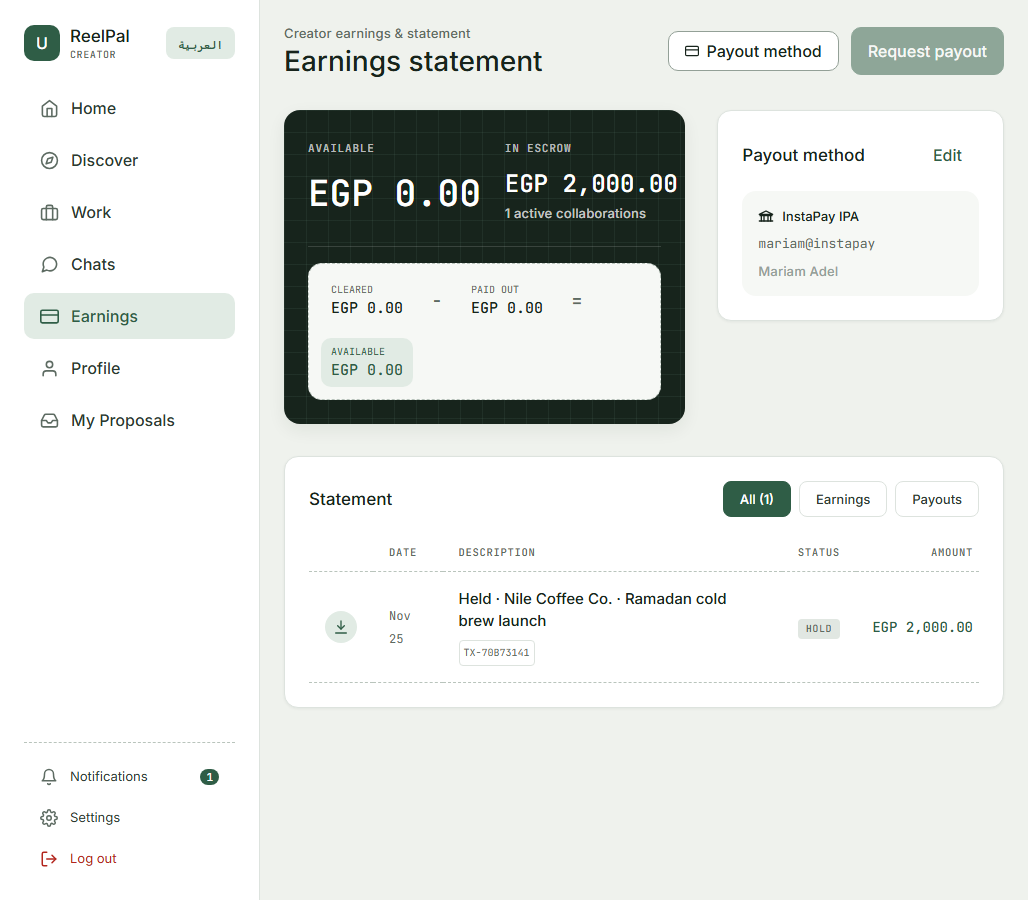 U
ReelPal
CREATOR
العربية
Home
Discover
Work
Chats
Earnings
Profile
My Proposals
Notifications
1
Settings
Log out
Creator earnings & statement
Earnings statement
Payout method
Request payout
AVAILABLE
EGP 0.00
IN ESCROW
EGP 2,000.00
1 active collaborations
CLEARED
EGP 0.00
-
PAID OUT
EGP 0.00
=
AVAILABLE
EGP 0.00
Payout method
Edit
InstaPay IPA
mariam@instapay
Mariam Adel
Statement
All (1)
Earnings
Payouts
DATE
DESCRIPTION
STATUS
AMOUNT
Nov
25
Held · Nile Coffee Co. · Ramadan cold
brew launch
TX-70B73141
HOLD
EGP 2,000.00